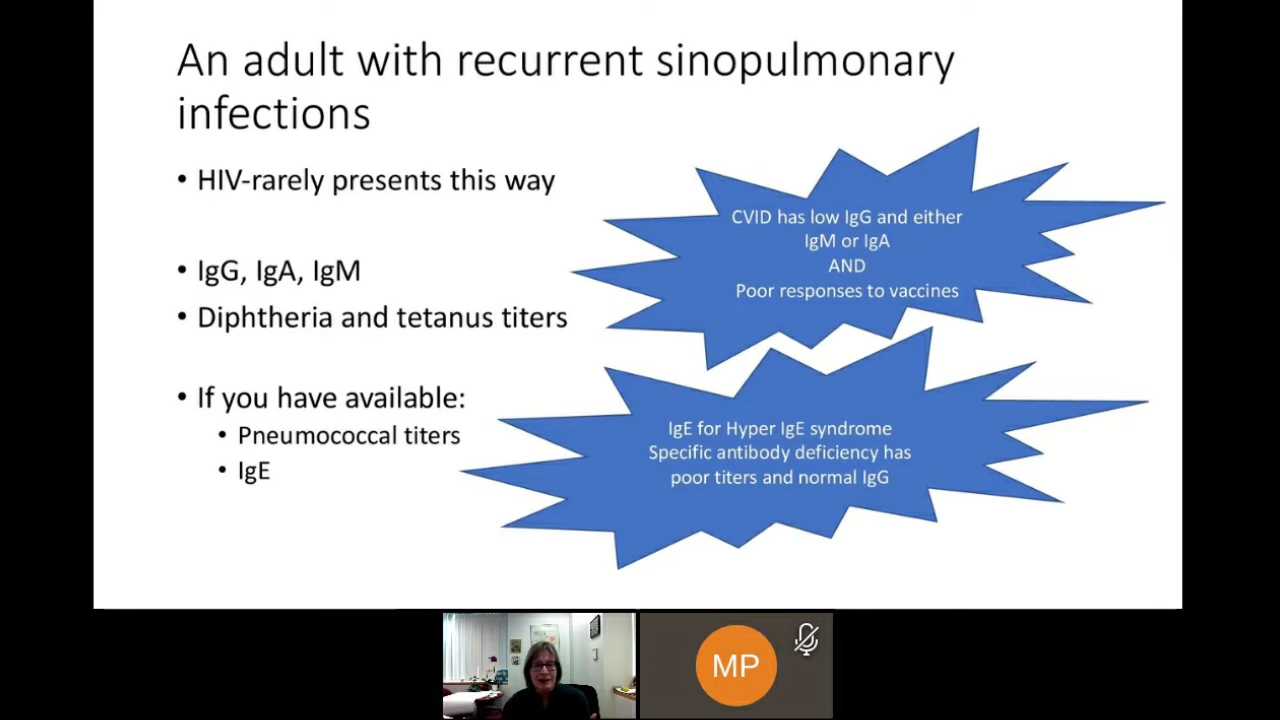 An adult with recurrent sinopulmonary
infections
• HIV-rarely presents this way
• IgG, IgA, IgM
• Diphtheria and tetanus titers
• If you have available:
• Pneumococcal titers
• IgE
CVID has low IgG and either
IgM or IgA
AND
Poor responses to vaccines
IgE for Hyper IgE syndrome
Specific antibody deficiency has
poor titers and normal IgG
MP